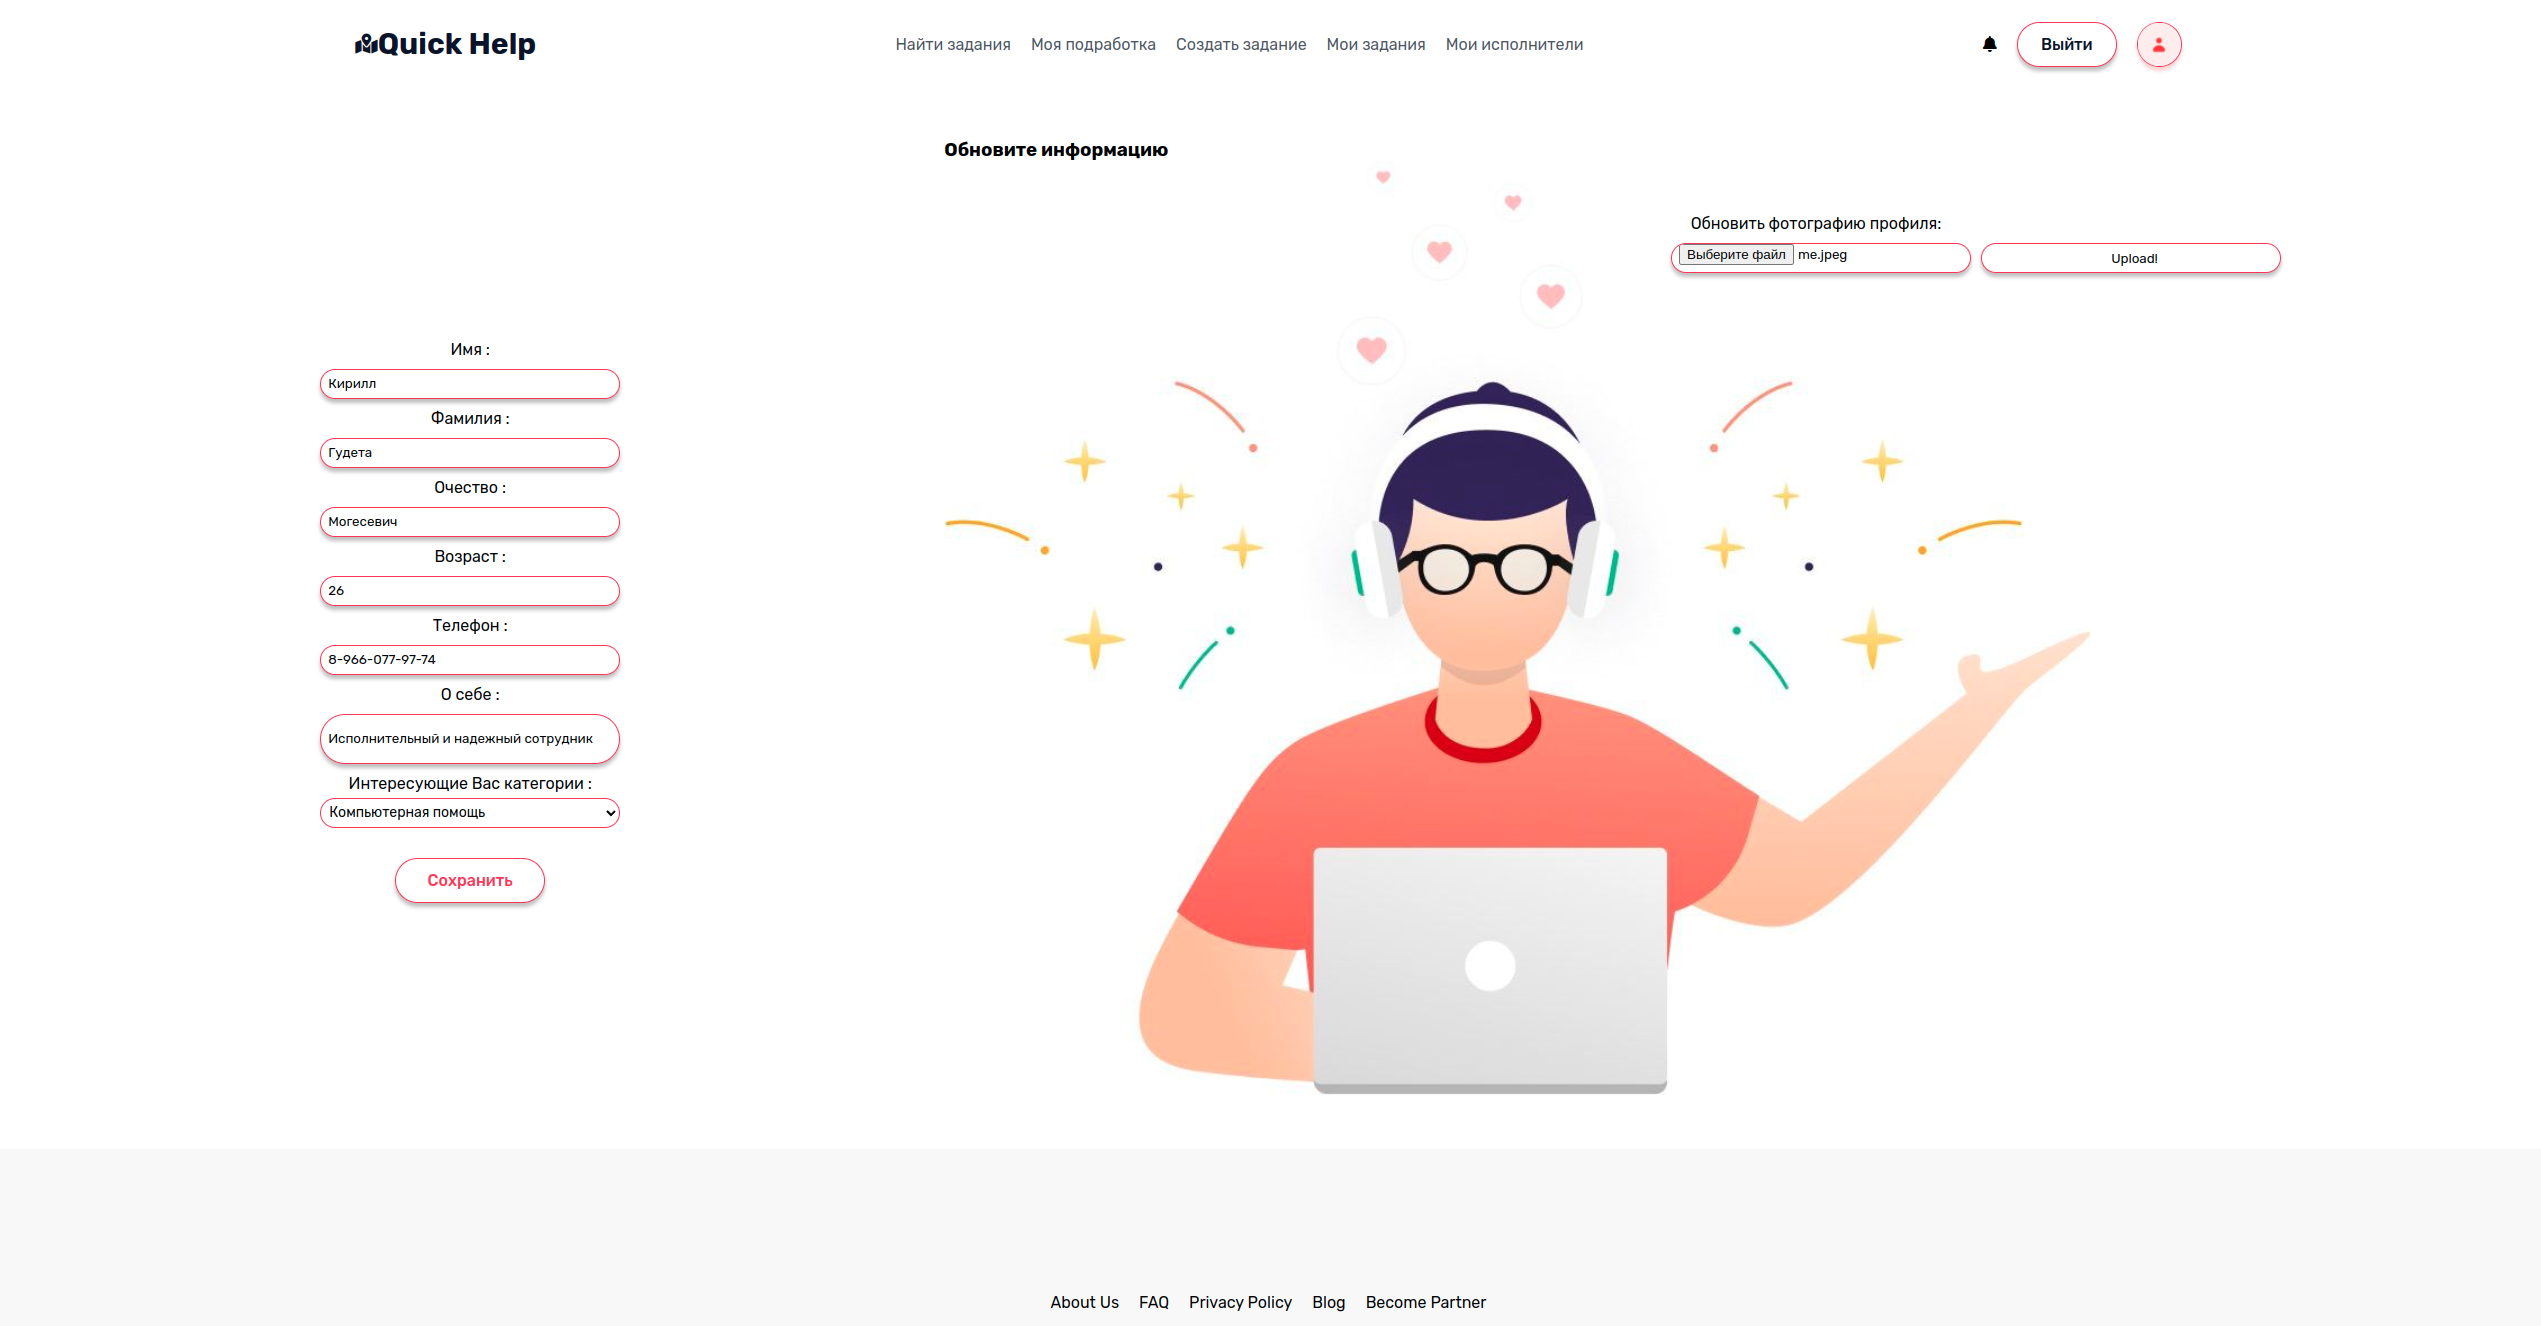 Quick Help
Найти задания Моя подработка Создать задание Мои задания Мои исполнители
Выйти
Обновите информацию
Обновить фотографию профиля:
Выберите файл me.jpeg
Upload!
Имя :
Кирилл
Фамилия :
Гудета
Очество :
Могесевич
Возраст :
26
Телефон :
8-966-077-97-74
О себе :
Исполнительный и надежный сотрудник
Интересующие Вас категории :
Компьютерная помощь
Сохранить
About Us FAQ Privacy Policy Blog Become Partner